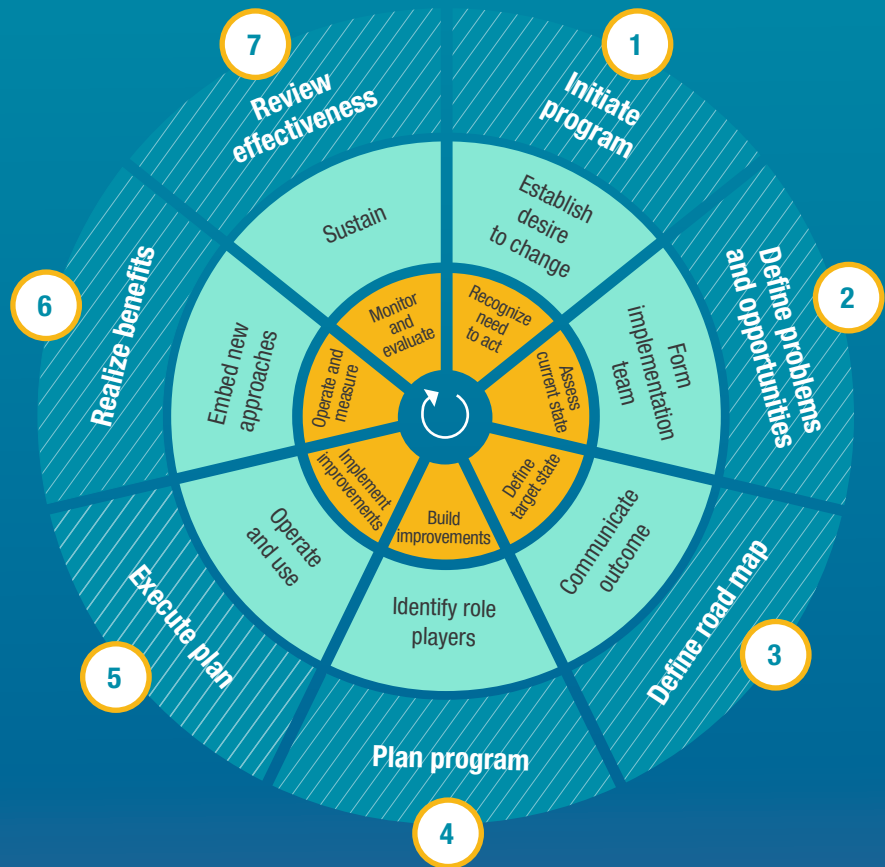 1
Initiate
program
Establish
desire
to change
Recognize
need
to act
2
Define problems
and opportunities
Form
implementation
team
Assess
current state
3
Define road map
Communicate
outcome
Define
target state
4
Plan program
Identify role
players
Build
improvements
5
Execute plan
Operate
and use
Implement
improvements
6
Realize benefits
Embed new
approaches
Operate and
measure
7
Review
effectiveness
Sustain
Monitor
and
evaluate